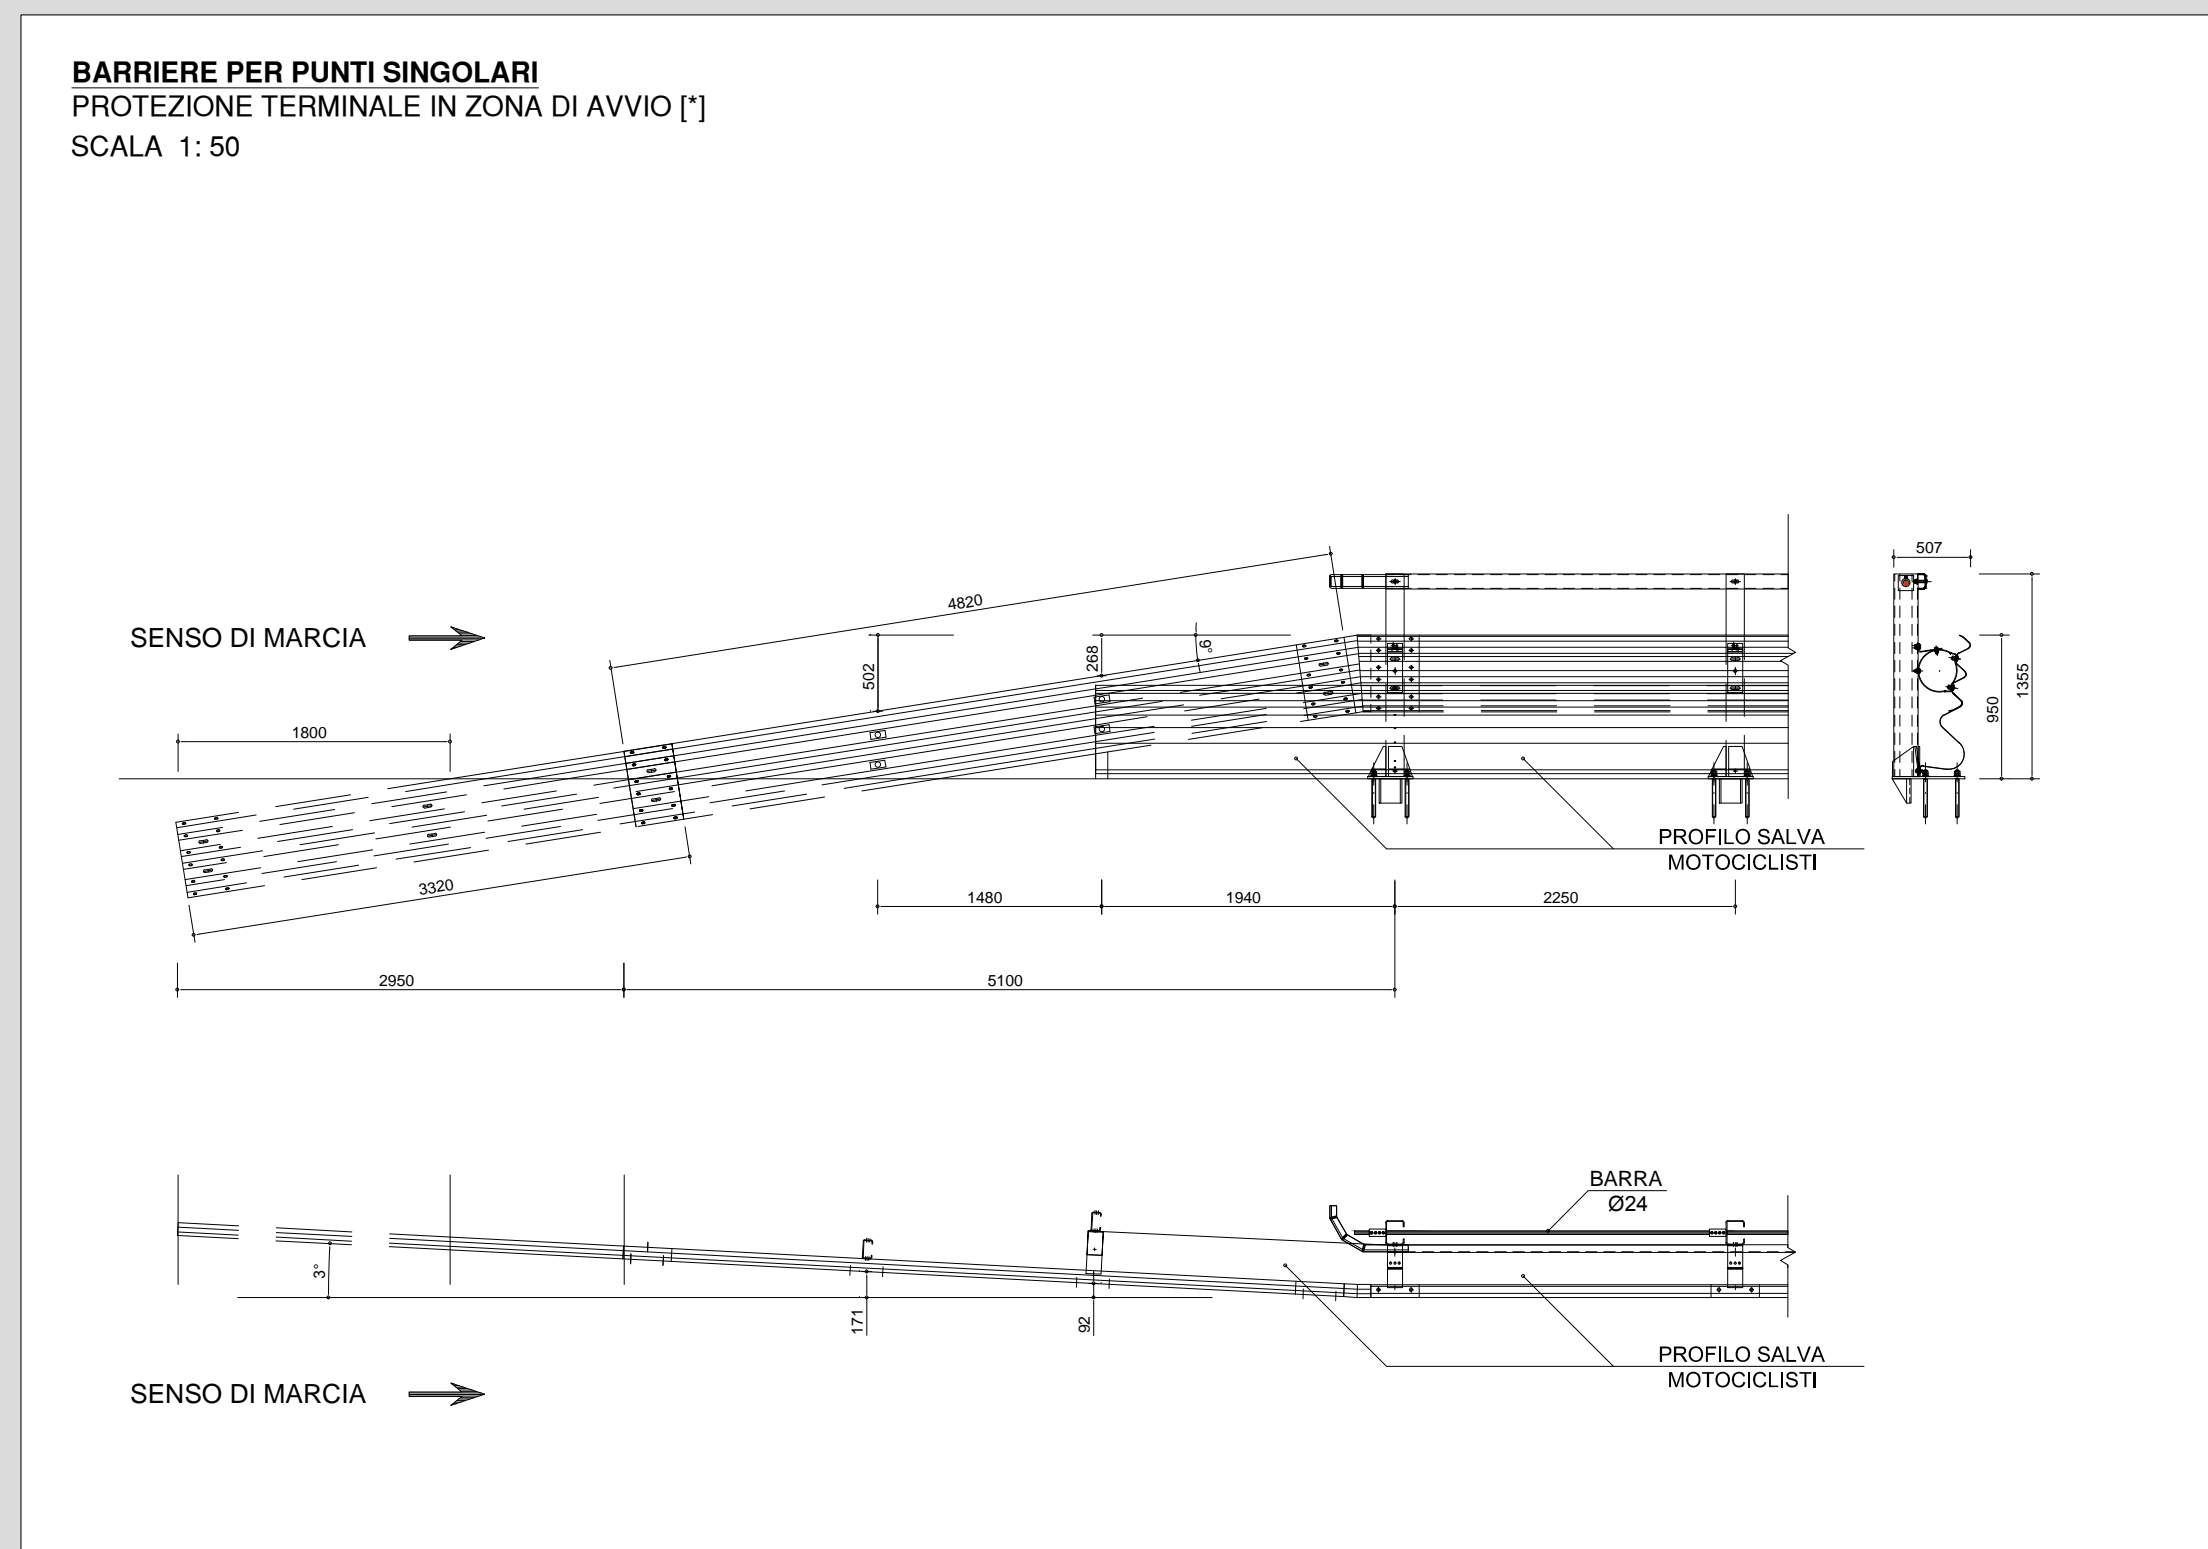 BARRIERE PER PUNTI SINGOLARI
PROTEZIONE TERMINALE IN ZONA DI AVVIO [*]
SCALA 1: 50
507
4820
SENSO DI MARCIA
502
268
9°
950
1355
1800
PROFILO SALVA
MOTOCICLISTI
3320
1480
1940
2250
2950
5100
BARRA
Ø24
3°
171
92
PROFILO SALVA
MOTOCICLISTI
SENSO DI MARCIA